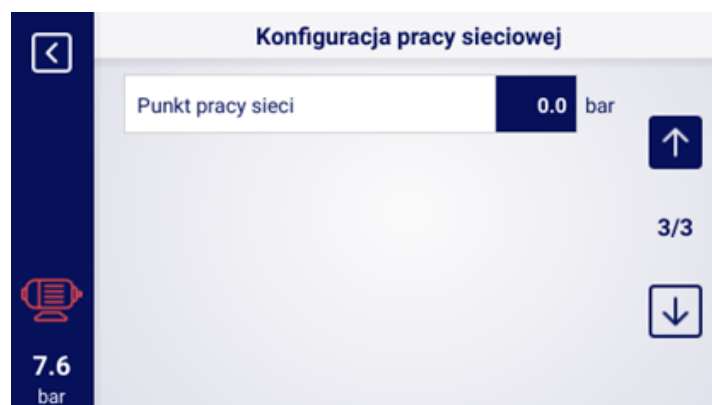 Konfiguracja pracy sieciowej
Punkt pracy sieci 0.0 bar
3/3
7.6
bar